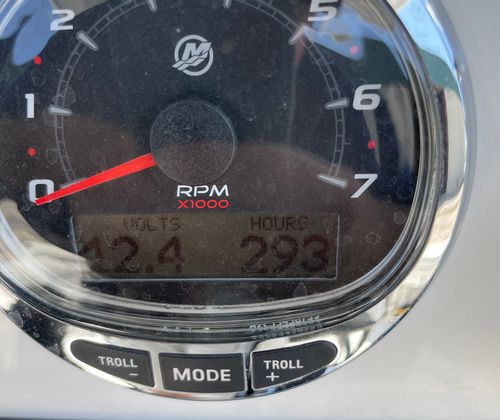 2
5
1
6
0
7
RPM
X1000
VOLTS HOURS
12.4 293
TROLL - MODE TROLL +